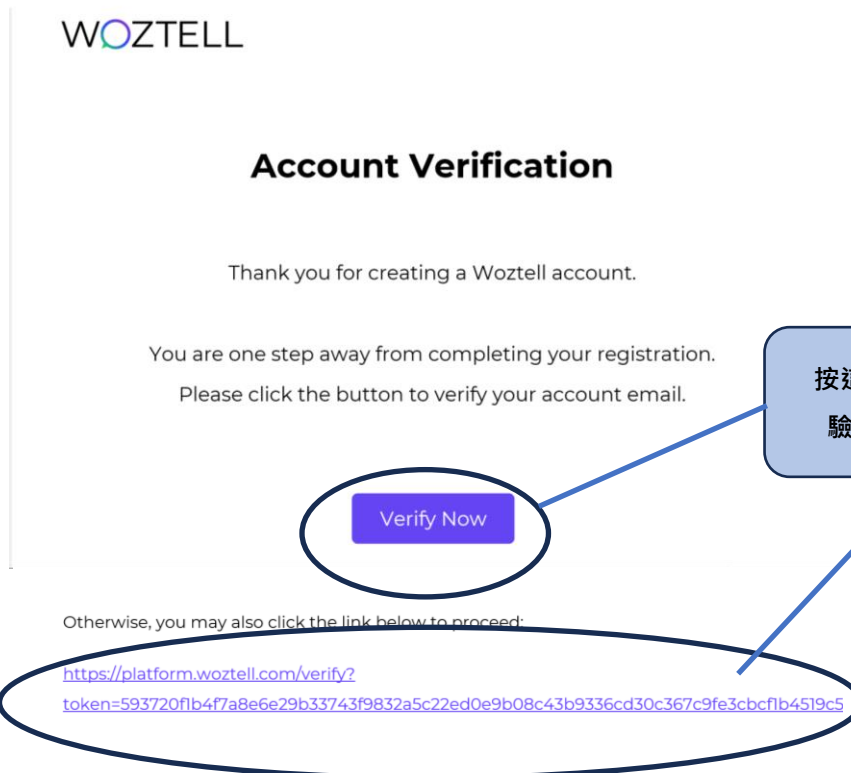 WOZTELL
Account Verification
Thank you for creating a Woztell account.
You are one step away from completing your registration.
Please click the button to verify your account email.
按
驗
Verify Now
Otherwise, you may also click the link below to proceed:
https://platform.woztell.com/verify?
token=593720f1b4f7a8e6e29b33743f9832a5c22ed0e9b08c43b9336cd30c367c9fe3cbcf1b4519c5